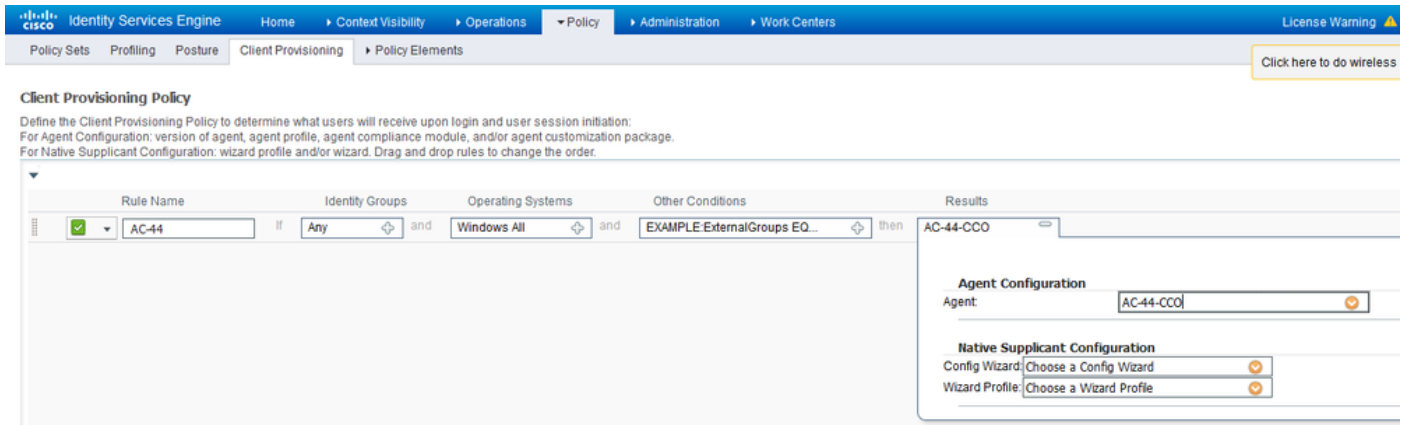 CISCO Identity Services Engine Home Context Visibility Operations Policy Administration Work Centers License Warning
Policy Sets Profiling Posture Client Provisioning Policy Elements
Click here to do wireless
Client Provisioning Policy
Define the Client Provisioning Policy to determine what users will receive upon login and user session initiation:
For Agent Configuration: version of agent, agent profile, agent compliance module, and/or agent customization package.
For Native Supplicant Configuration: wizard profile and/or wizard. Drag and drop rules to change the order.
Rule Name Identity Groups Operating Systems Other Conditions Results
AC-44 If Any and Windows All and EXAMPLE:ExternalGroups EQ... then AC-44-CCO
Agent Configuration
Agent: AC-44-CCO
Native Supplicant Configuration
Config Wizard: Choose a Config Wizard
Wizard Profile: Choose a Wizard Profile